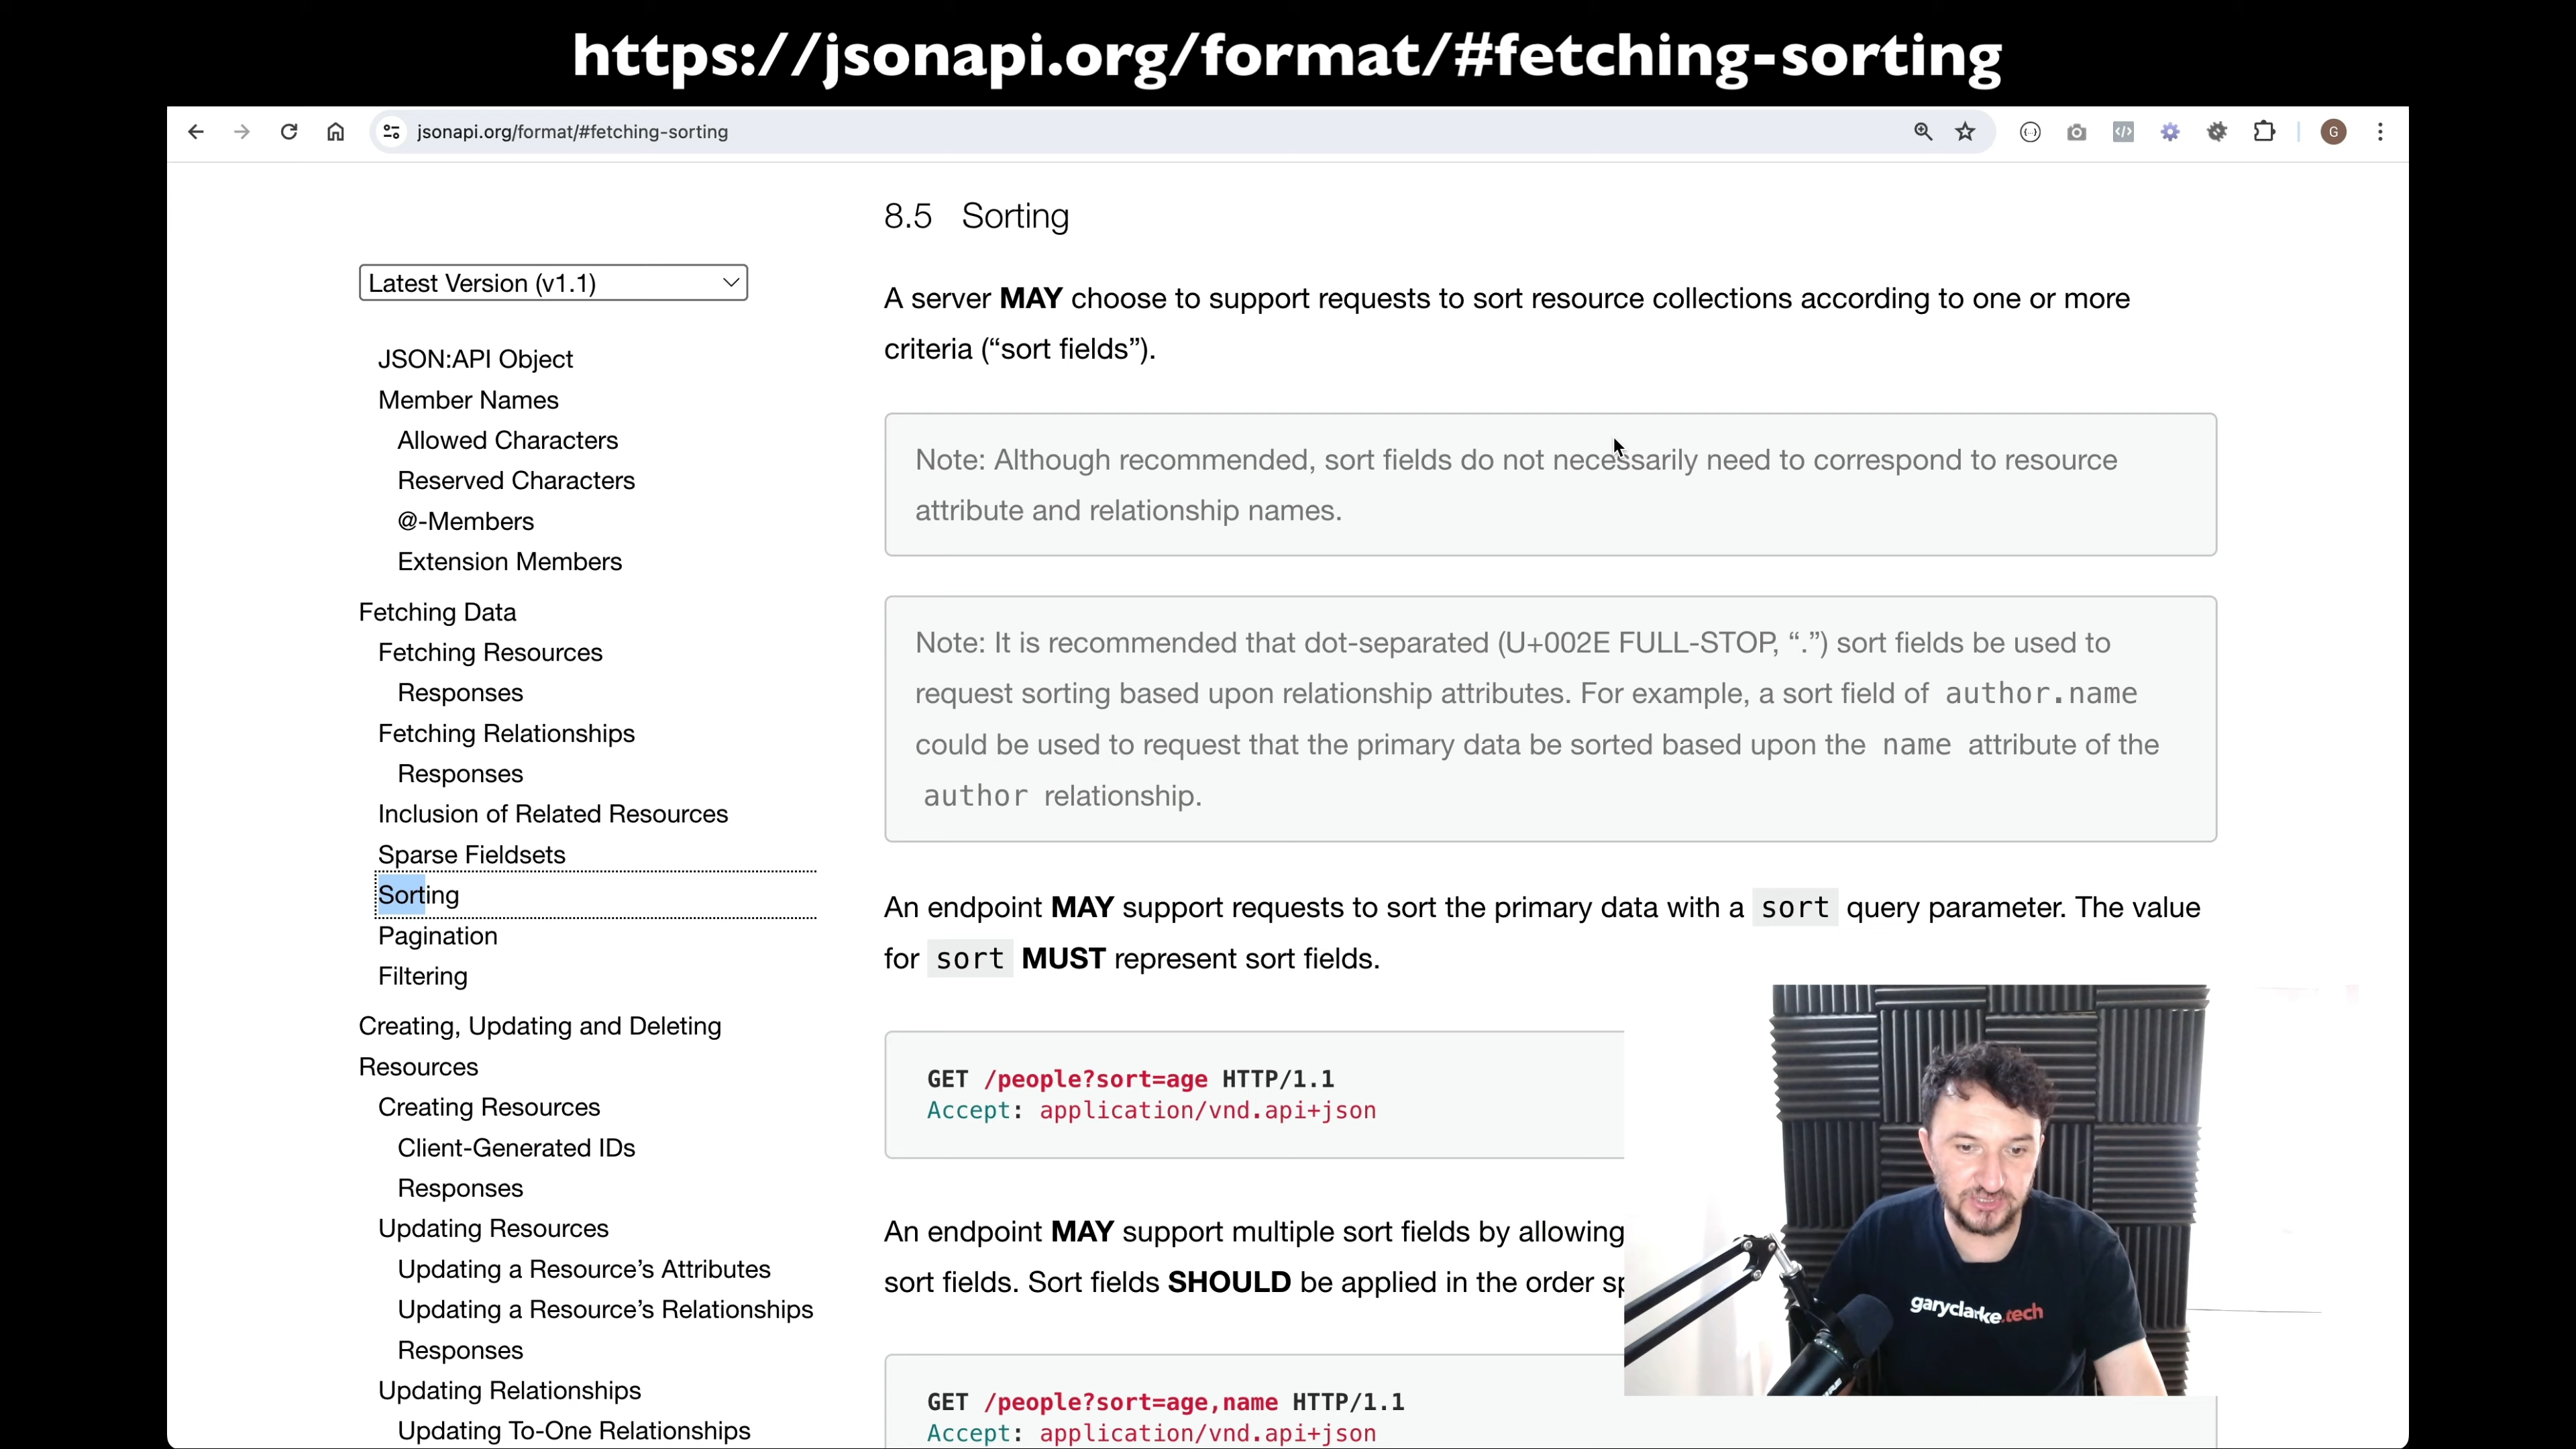 https://jsonapi.org/format/#fetching-sorting
jsonapi.org/format/#fetching-sorting
G
Latest Version (v1.1)
JSON:API Object
Member Names
Allowed Characters
Reserved Characters
@-Members
Extension Members
Fetching Data
Fetching Resources
Responses
Fetching Relationships
Responses
Inclusion of Related Resources
Sparse Fieldsets
Sorting
Pagination
Filtering
Creating, Updating and Deleting
Resources
Creating Resources
Client-Generated IDs
Responses
Updating Resources
Updating a Resource’s Attributes
Updating a Resource’s Relationships
Responses
Updating Relationships
Updating To-One Relationships
8.5 Sorting
A server MAY choose to support requests to sort resource collections according to one or more
criteria (“sort fields”).
Note: Although recommended, sort fields do not necessarily need to correspond to resource
attribute and relationship names.
Note: It is recommended that dot-separated (U+002E FULL-STOP, “.”) sort fields be used to
request sorting based upon relationship attributes. For example, a sort field of author.name
could be used to request that the primary data be sorted based upon the name attribute of the
author relationship.
An endpoint MAY support requests to sort the primary data with a sort query parameter. The value
for sort MUST represent sort fields.
GET /people?sort=age HTTP/1.1
Accept: application/vnd.api+json
An endpoint MAY support multiple sort fields by allowing
sort fields. Sort fields SHOULD be applied in the order
GET /people?sort=age,name HTTP/1.1
Accept: application/vnd.api+json
garyclarke.tech